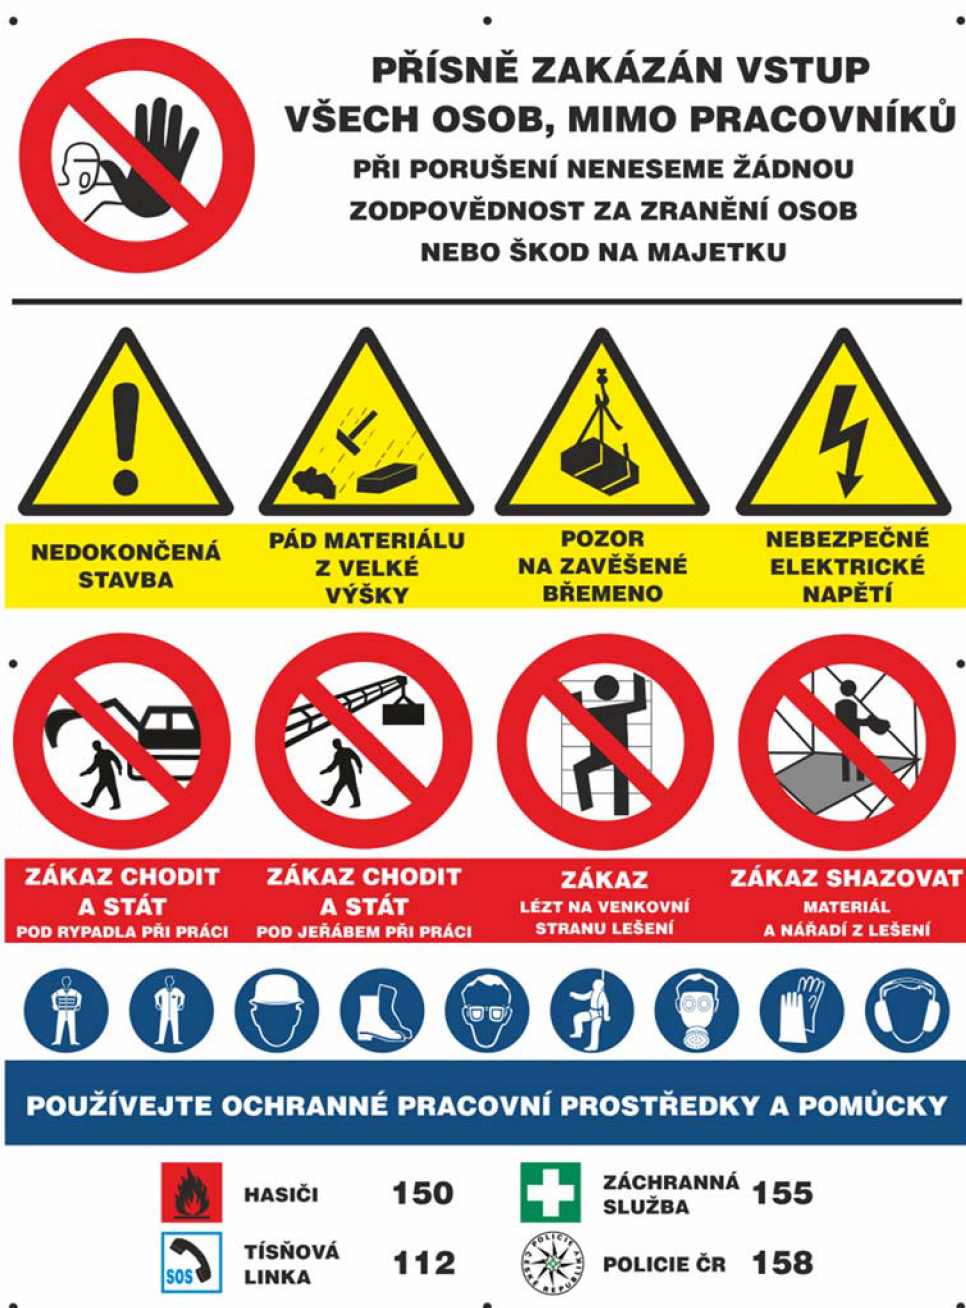 PŘÍSNĚ ZAKÁZÁN VSTUP
VŠECH OSOB, MIMO PRACOVNÍKŮ
PŘI PORUŠENÍ NENESEME ŽÁDNOU
ZODPOVĚDNOST ZA ZRANĚNÍ OSOB
NEBO ŠKOD NA MAJETKU
NEDOKONČENÁ
STAVBA
PÁD MATERIÁLU
Z VELKÉ
VÝŠKY
POZOR
NA ZAVĚŠENÉ
BŘEMENO
NEBEZPEČNÉ
ELEKTRICKÉ
NAPĚTÍ
ZÁKAZ CHODIT
A STÁT
POD RYPADLA PŘI PRÁCI
ZÁKAZ CHODIT
A STÁT
POD JEŘÁBEM PŘI PRÁCI
ZÁKAZ
LÉZT NA VENKOVNÍ
STRANU LEŠENÍ
ZÁKAZ SHAZOVAT
MATERIÁL
A NÁŘADÍ Z LEŠENÍ
POUŽÍVEJTE OCHRANNÉ PRACOVNÍ PROSTŘEDKY A POMŮCKY
HASIČI 150
ZÁCHRANNÁ
SLUŽBA 155
SOS
TÍSŇOVÁ
LINKA 112
POLICIE
ČESKÉ REPUBLIKY
POLICIE ČR 158